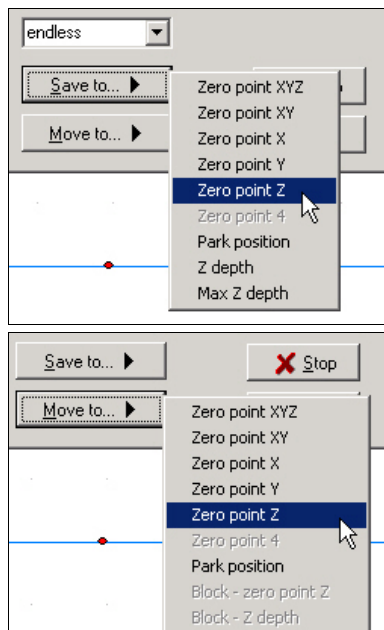 endless
Save to...
Zero point XYZ
Move to...
Zero point XY
Zero point X
Zero point Y
Zero point Z
Zero point 4
Park position
Z depth
Max Z depth
Save to...
Stop
Move to...
Zero point XYZ
Zero point XY
Zero point X
Zero point Y
Zero point Z
Zero point 4
Park position
Block - zero point Z
Block - Z depth